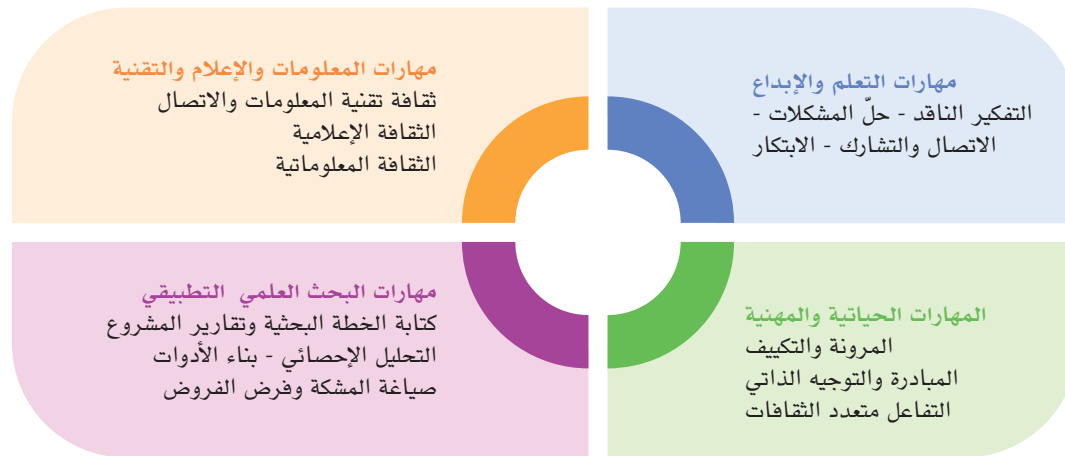 مهارات التعلم والإبداع
التفكير الناقد - حلّ المشكلات -
الاتصال والتشارك - الابتكار
مهارات المعلومات والإعلام والتقنية
ثقافة تقنية المعلومات والاتصال
الثقافة الإعلامية
الثقافة المعلوماتية
المهارات الحياتية والمهنية
المرونة والتكييف
المبادرة والتوجيه الذاتي
التفاعل متعدد الثقافات
مهارات البحث العلمي التطبيقي
كتابة الخطة البحثية وتقارير المشروع
التحليل الإحصائي - بناء الأدوات
صياغة المشكة وفرض الفروض